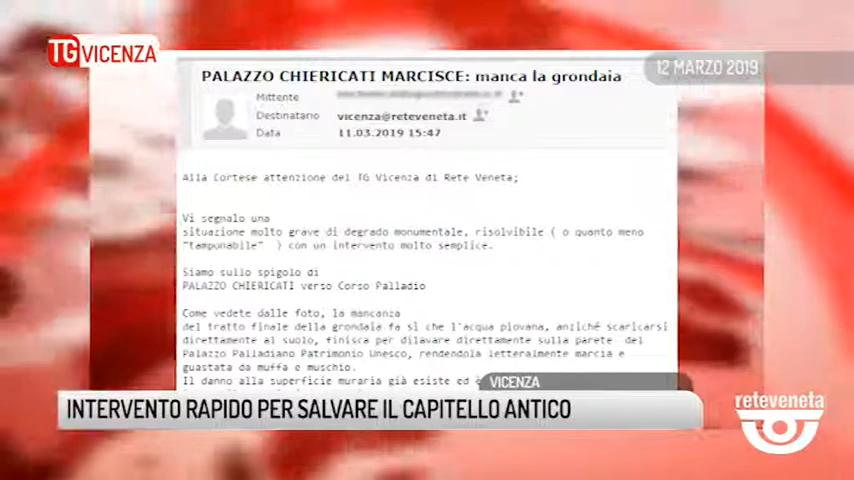 TG VICENZA
12 MARZO 2019
PALAZZO CHIERICATI MARCISCE: manca la grondaia
Mittente
Destinatario vicenza@reteveneta.it
Data 11.03.2019 15:47
Alla Cortese attenzione del TG Vicenza di Rete Veneta;
Vi segnalo una
situazione molto grave di degrado monumentale, risolvibile ( o quanto meno
"tamponabile" ) con un intervento molto semplice.
Siamo sullo spigolo di
PALAZZO CHIERICATI verso Corso Palladio
Come vedete dalle foto, la mancanza
del tratto finale della grondaia fa sì che l'acqua piovana, anziché scaricarsi
direttamente al suolo, finisca per dilavare direttamente sulla parete del
Palazzo Palladiano Patrimonio Unesco, rendendola letteralmente marcia e
guastata da muffa e muschio.
Il danno alla superficie muraria già esiste ed è
VICENZA
INTERVENTO RAPIDO PER SALVARE IL CAPITELLO ANTICO
reteveneta